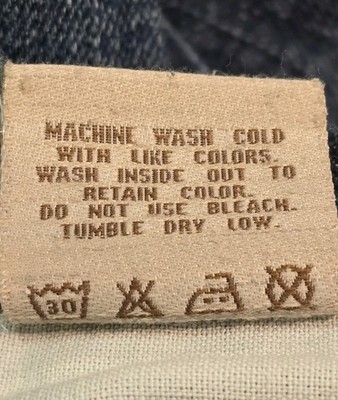 MACHINE WASH COLD
WITH LIKE COLORS.
WASH INSIDE OUT TO
RETAIN COLOR.
DO NOT USE BLEACH.
TUMBLE DRY LOW.
30